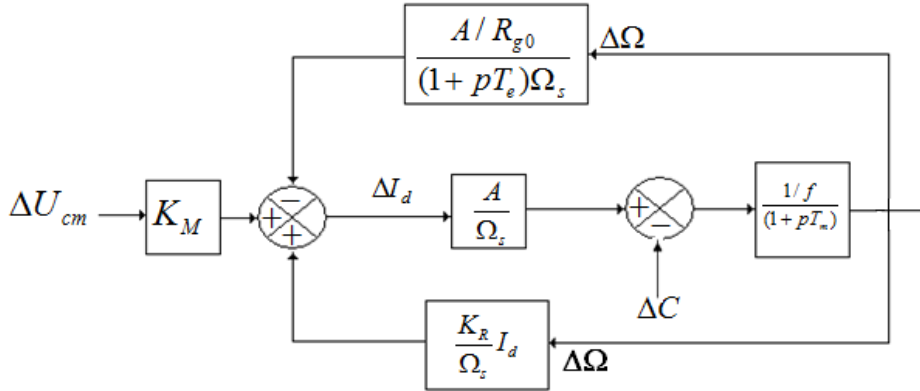 A / R_{g0}
(1 + pT_e)Ω_s
ΔΩ
ΔU_{cm}
K_M
−
+
+
ΔI_d
A
Ω_s
+
−
1 / f
(1 + pT_m)
ΔC
K_R
Ω_s
I_d
ΔΩ